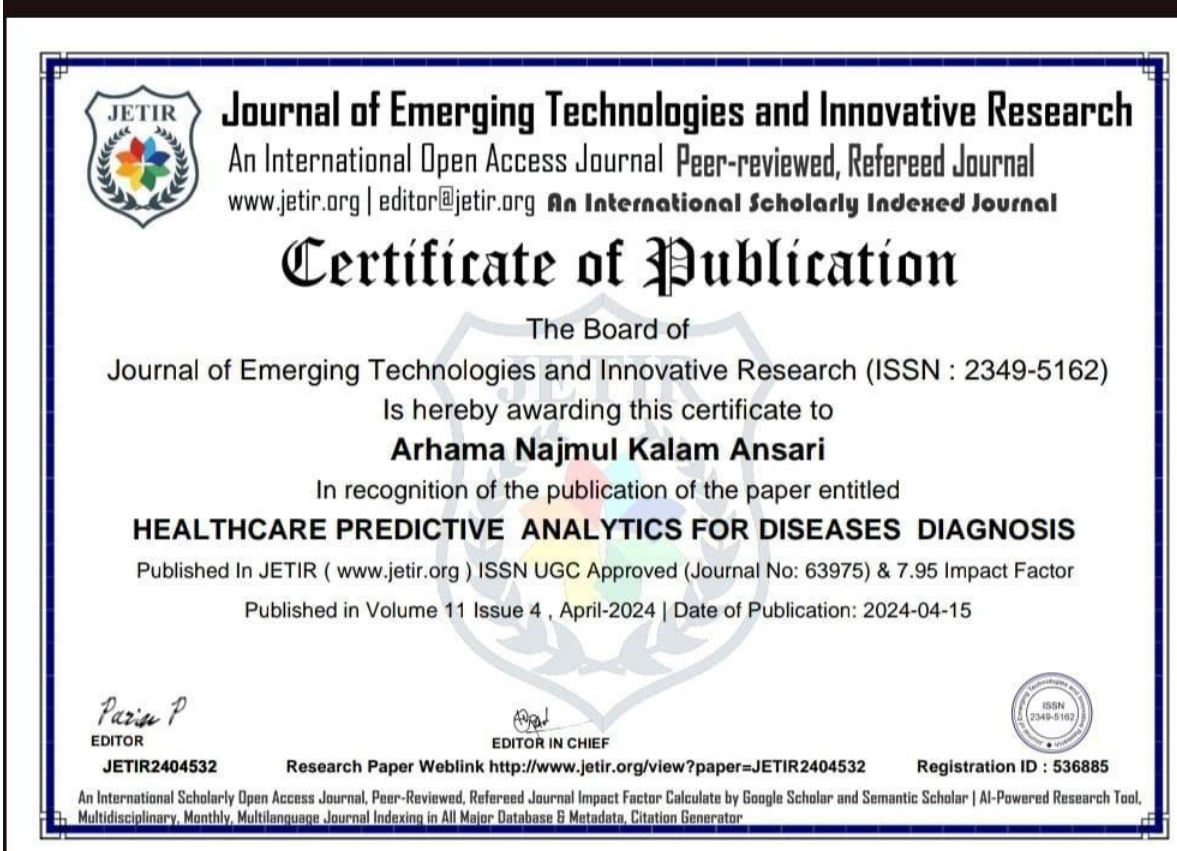 JETIR
Journal of Emerging Technologies and Innovative Research
An International Open Access Journal Peer-reviewed, Refereed Journal
www.jetir.org | editor@jetir.org An International Scholarly Indexed Journal
Certificate of Publication
The Board of
Journal of Emerging Technologies and Innovative Research (ISSN : 2349-5162)
Is hereby awarding this certificate to
Arhama Najmul Kalam Ansari
In recognition of the publication of the paper entitled
HEALTHCARE PREDICTIVE ANALYTICS FOR DISEASES DIAGNOSIS
Published In JETIR ( www.jetir.org ) ISSN UGC Approved (Journal No: 63975) & 7.95 Impact Factor
Published in Volume 11 Issue 4 , April-2024 | Date of Publication: 2024-04-15
EDITOR
EDITOR IN CHIEF
ISSN
2349-5162
JETIR2404532 Research Paper Weblink http://www.jetir.org/view?paper=JETIR2404532 Registration ID : 536885
An International Scholarly Open Access Journal, Peer-Reviewed, Refereed Journal Impact Factor Calculate by Google Scholar and Semantic Scholar | AI-Powered Research Tool,
Multidisciplinary, Monthly, Multilanguage Journal Indexing in All Major Database & Metadata, Citation Generator